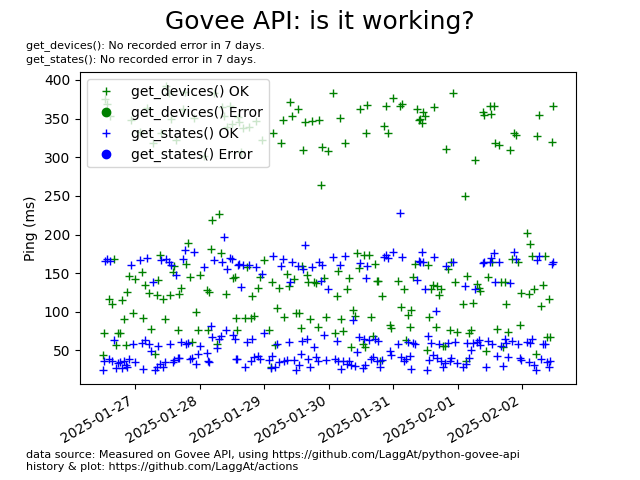 Govee API: is it working?
get_devices(): No recorded error in 7 days.
get_states(): No recorded error in 7 days.
400
350
300
250
200
150
100
50
Ping (ms)
get_devices() OK
get_devices() Error
get_states() OK
get_states() Error
2025-01-27
2025-01-28
2025-01-29
2025-01-30
2025-01-31
2025-02-01
2025-02-02
data source: Measured on Govee API, using https://github.com/LaggAt/python-govee-api
history & plot: https://github.com/LaggAt/actions